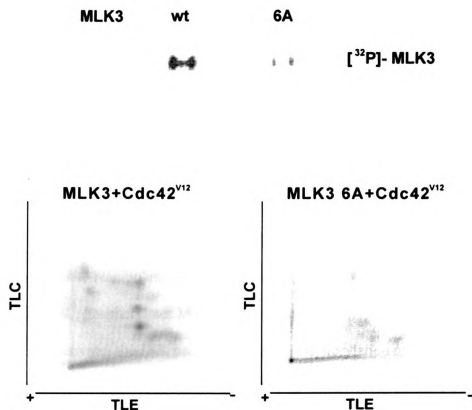 MLK3 wt 6A
[³²P]- MLK3
MLK3+Cdc42ⱽ¹² MLK3 6A+Cdc42ⱽ¹²
TLC TLC
+ TLE - + TLE -